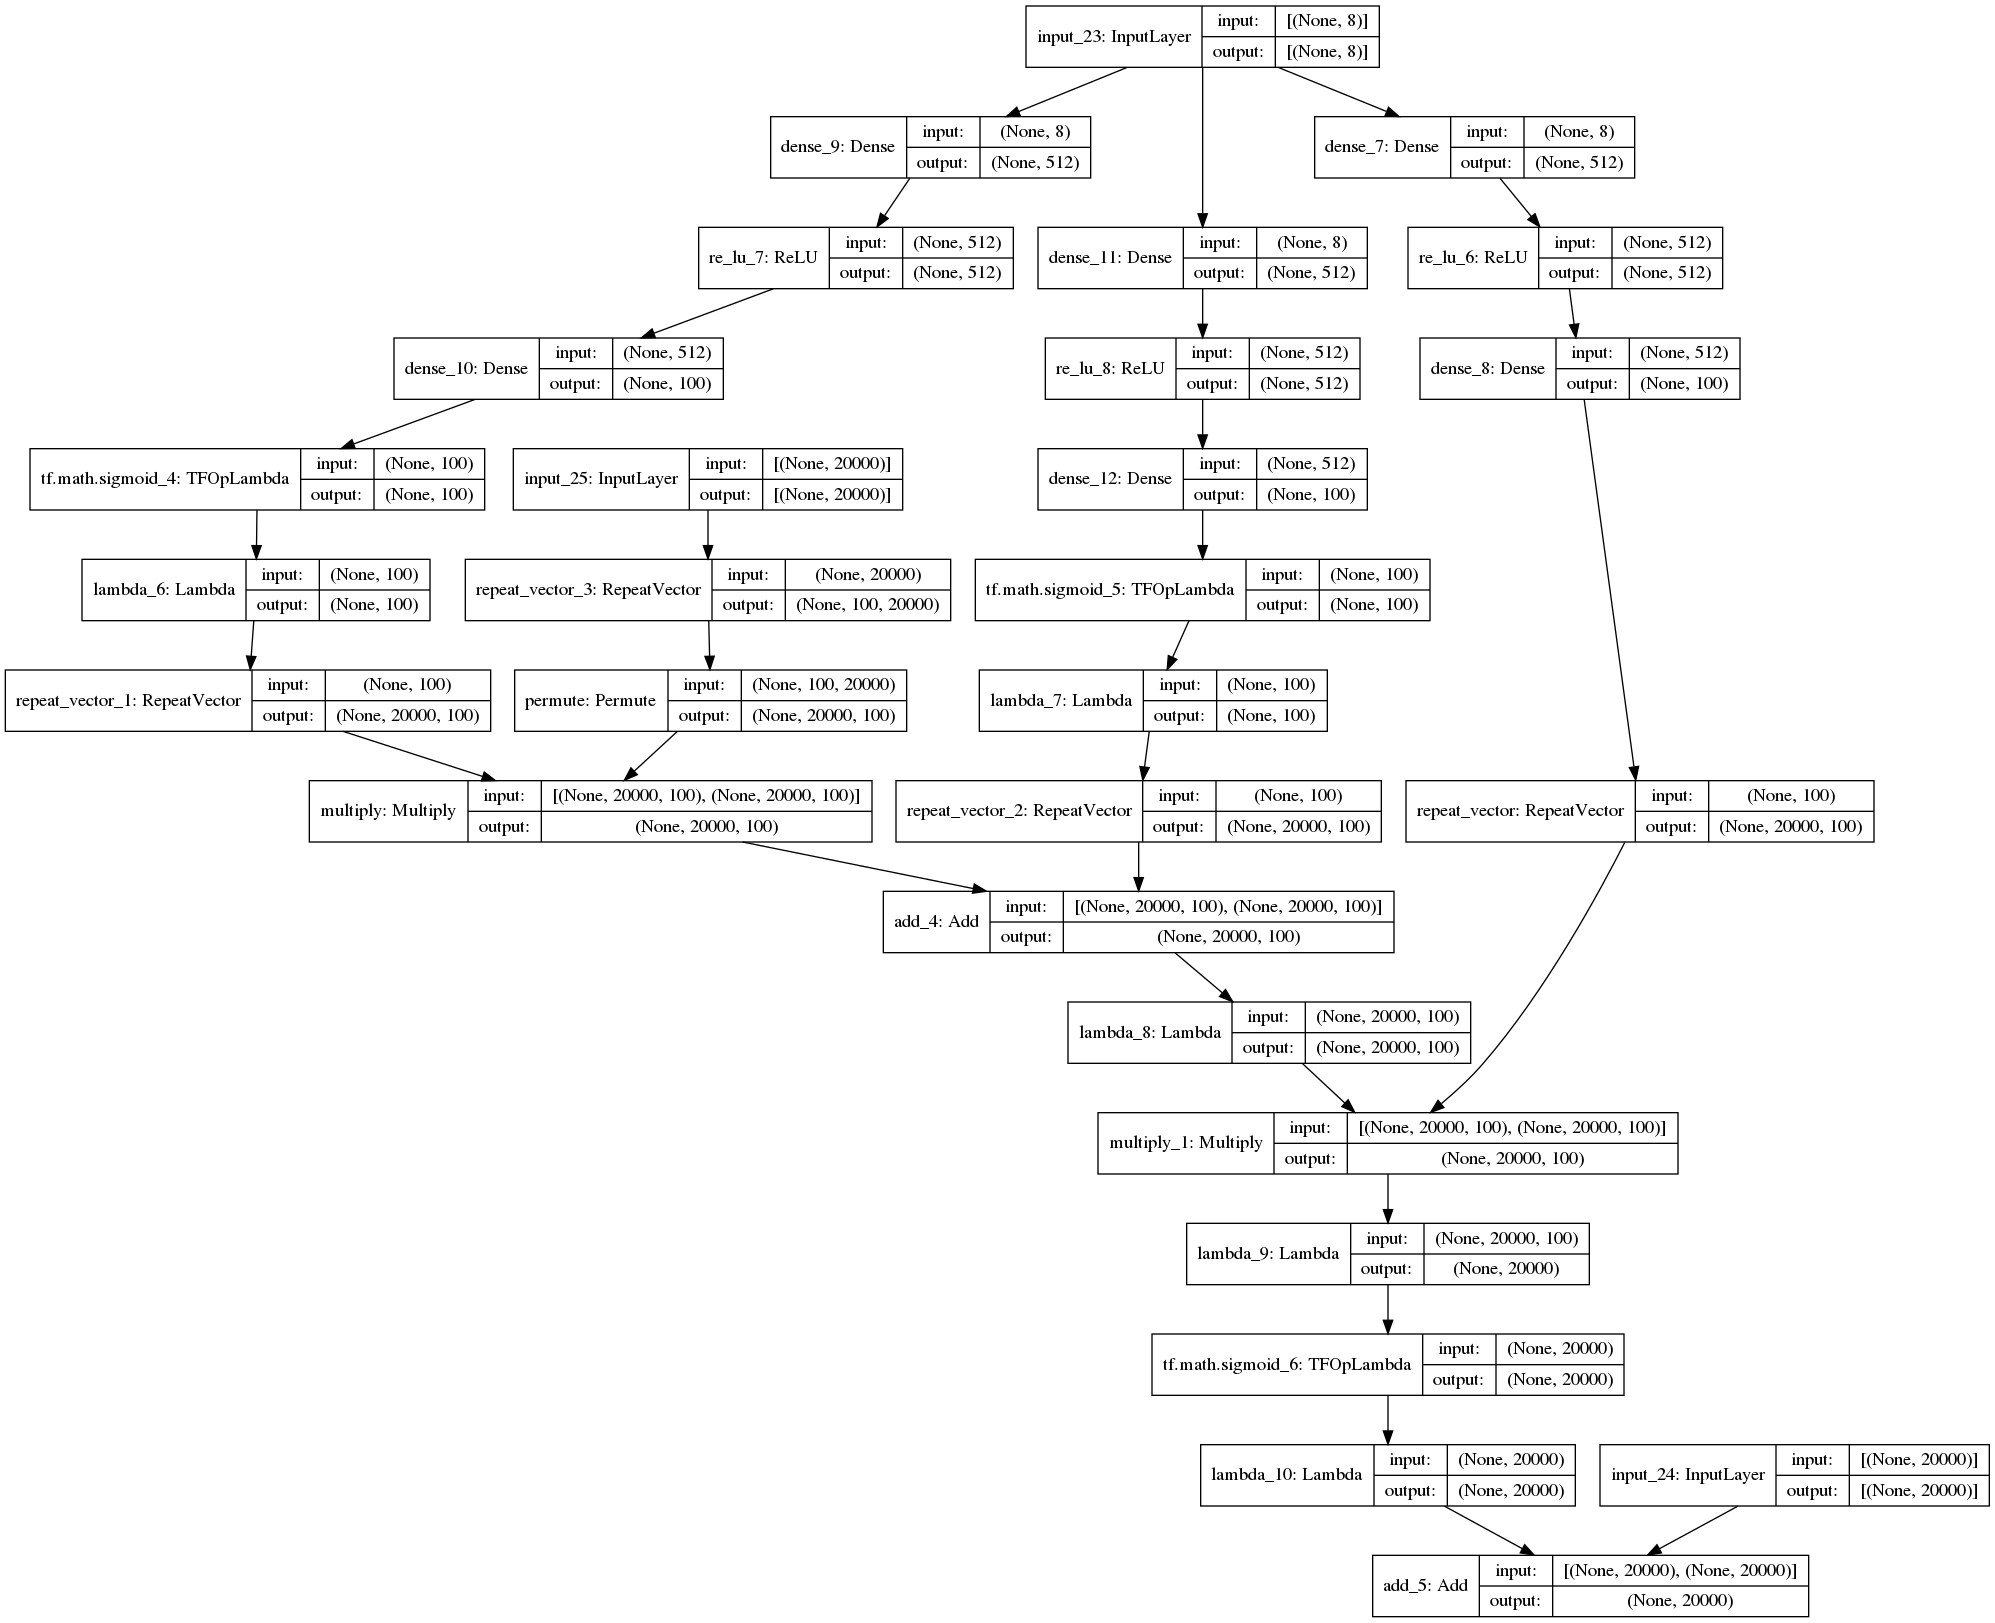 input_23: InputLayer
input:
[(None, 8)]
output:
[(None, 8)]
dense_9: Dense
input:
(None, 8)
output:
(None, 512)
dense_7: Dense
input:
(None, 8)
output:
(None, 512)
re_lu_7: ReLU
input:
(None, 512)
output:
(None, 512)
dense_11: Dense
input:
(None, 8)
output:
(None, 512)
re_lu_6: ReLU
input:
(None, 512)
output:
(None, 512)
dense_10: Dense
input:
(None, 512)
output:
(None, 100)
re_lu_8: ReLU
input:
(None, 512)
output:
(None, 512)
dense_8: Dense
input:
(None, 512)
output:
(None, 100)
tf.math.sigmoid_4: TFOpLambda
input:
(None, 100)
output:
(None, 100)
input_25: InputLayer
input:
[(None, 20000)]
output:
[(None, 20000)]
dense_12: Dense
input:
(None, 512)
output:
(None, 100)
lambda_6: Lambda
input:
(None, 100)
output:
(None, 100)
repeat_vector_3: RepeatVector
input:
(None, 20000)
output:
(None, 100, 20000)
tf.math.sigmoid_5: TFOpLambda
input:
(None, 100)
output:
(None, 100)
repeat_vector_1: RepeatVector
input:
(None, 100)
output:
(None, 20000, 100)
permute: Permute
input:
(None, 100, 20000)
output:
(None, 20000, 100)
lambda_7: Lambda
input:
(None, 100)
output:
(None, 100)
multiply: Multiply
input:
[(None, 20000, 100), (None, 20000, 100)]
output:
(None, 20000, 100)
repeat_vector_2: RepeatVector
input:
(None, 100)
output:
(None, 20000, 100)
repeat_vector: RepeatVector
input:
(None, 100)
output:
(None, 20000, 100)
add_4: Add
input:
[(None, 20000, 100), (None, 20000, 100)]
output:
(None, 20000, 100)
lambda_8: Lambda
input:
(None, 20000, 100)
output:
(None, 20000, 100)
multiply_1: Multiply
input:
[(None, 20000, 100), (None, 20000, 100)]
output:
(None, 20000, 100)
lambda_9: Lambda
input:
(None, 20000, 100)
output:
(None, 20000)
tf.math.sigmoid_6: TFOpLambda
input:
(None, 20000)
output:
(None, 20000)
lambda_10: Lambda
input:
(None, 20000)
output:
(None, 20000)
input_24: InputLayer
input:
[(None, 20000)]
output:
[(None, 20000)]
add_5: Add
input:
[(None, 20000), (None, 20000)]
output:
(None, 20000)